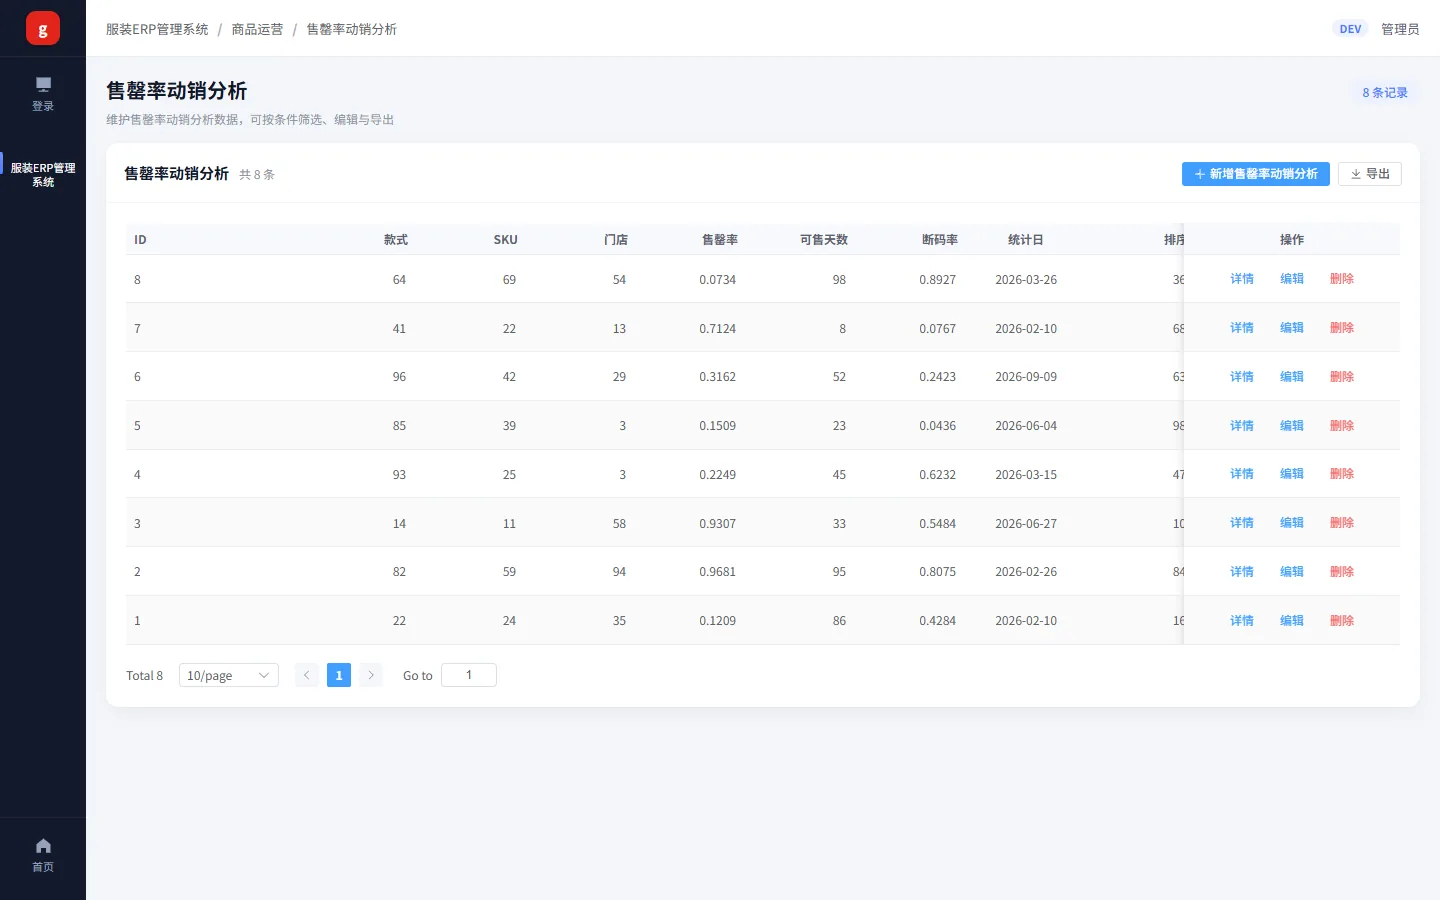 g
服装ERP管理系统 / 商品运营 / 售罄率动销分析
DEV 管理员
登录
服装ERP管理
系统
首页
售罄率动销分析
8 条记录
维护售罄率动销分析数据，可按条件筛选、编辑与导出
售罄率动销分析 共 8 条
新增售罄率动销分析 导出
ID 款式 SKU 门店 售罄率 可售天数 断码率 统计日 排序 操作
8 64 69 54 0.0734 98 0.8927 2026-03-26 36 详情 编辑 删除
7 41 22 13 0.7124 8 0.0767 2026-02-10 68 详情 编辑 删除
6 96 42 29 0.3162 52 0.2423 2026-09-09 63 详情 编辑 删除
5 85 39 3 0.1509 23 0.0436 2026-06-04 98 详情 编辑 删除
4 93 25 3 0.2249 45 0.6232 2026-03-15 47 详情 编辑 删除
3 14 11 58 0.9307 33 0.5484 2026-06-27 10 详情 编辑 删除
2 82 59 94 0.9681 95 0.8075 2026-02-26 84 详情 编辑 删除
1 22 24 35 0.1209 86 0.4284 2026-02-10 16 详情 编辑 删除
Total 8 10/page 1 Go to 1